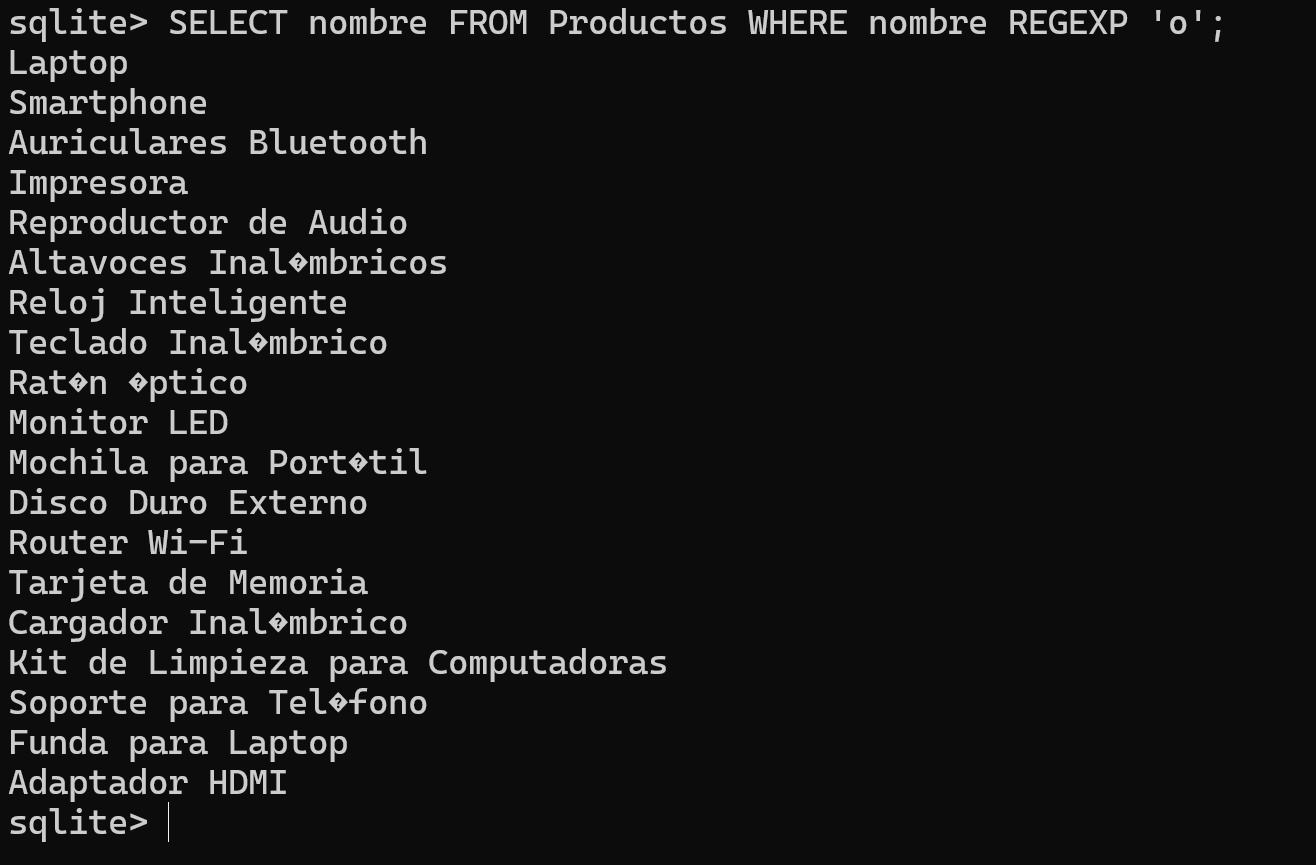 sqlite> SELECT nombre FROM Productos WHERE nombre REGEXP 'o';
Laptop
Smartphone
Auriculares Bluetooth
Impresora
Reproductor de Audio
Altavoces Inal�mbricos
Reloj Inteligente
Teclado Inal�mbrico
Rat�n �ptico
Monitor LED
Mochila para Port�til
Disco Duro Externo
Router Wi-Fi
Tarjeta de Memoria
Cargador Inal�mbrico
Kit de Limpieza para Computadoras
Soporte para Tel�fono
Funda para Laptop
Adaptador HDMI
sqlite>